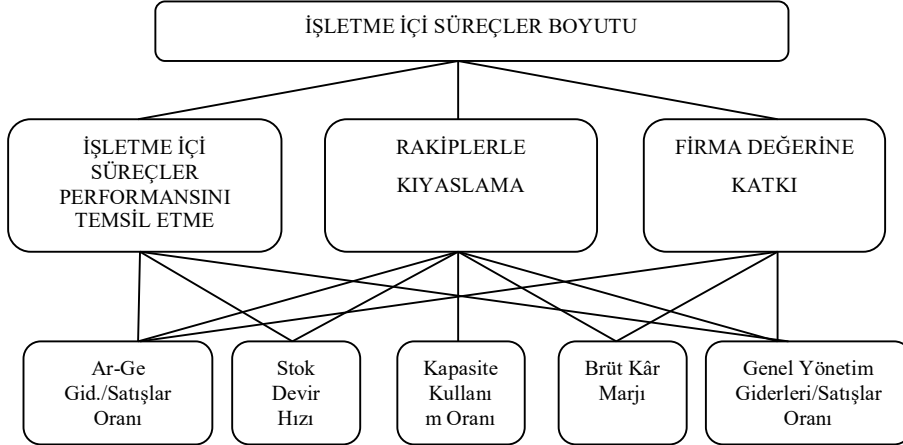 İŞLETME İÇİ SÜREÇLER BOYUTU
İŞLETME İÇİ
SÜREÇLER
PERFORMANSINI
TEMSİL ETME
RAKİPLERLE
KIYASLAMA
FİRMA DEĞERİNE
KATKI
Ar-Ge
Gid./Satışlar
Oranı
Stok
Devir
Hızı
Kapasite
Kullanı
m Oranı
Brüt Kâr
Marjı
Genel Yönetim
Giderleri/Satışlar
Oranı